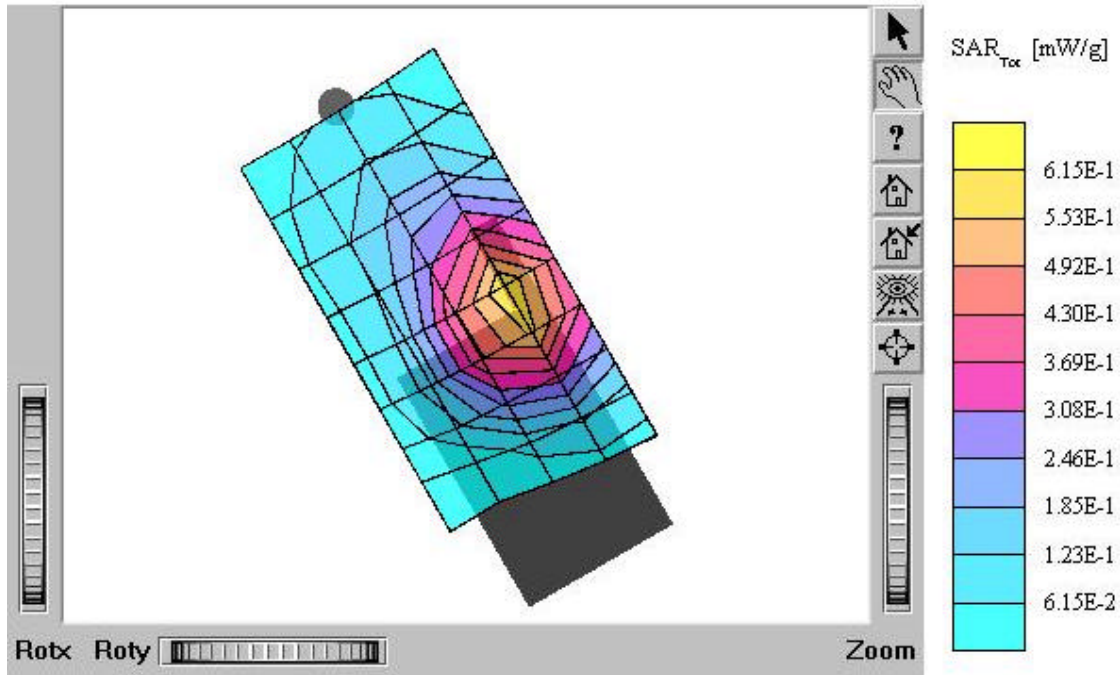 SAR_Tot [mW/g]
?
6.15E-1
5.53E-1
4.92E-1
4.30E-1
3.69E-1
3.08E-1
2.46E-1
1.85E-1
1.23E-1
6.15E-2
Rotx Roty Zoom